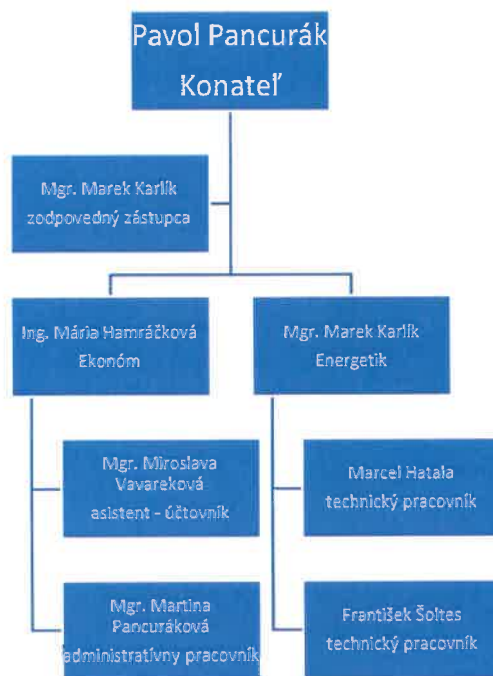 Pavol Pancurák
Konateľ
Mgr. Marek Karlík
zodpovedný zástupca
Ing. Mária Hamráčková
Ekonóm
Mgr. Marek Karlík
Energetik
Mgr. Miroslava
Vavareková
asistent - účtovník
Marcel Hatala
technický pracovník
Mgr. Martina
Pancuráková
administratívny pracovník
František Šoltes
technický pracovník